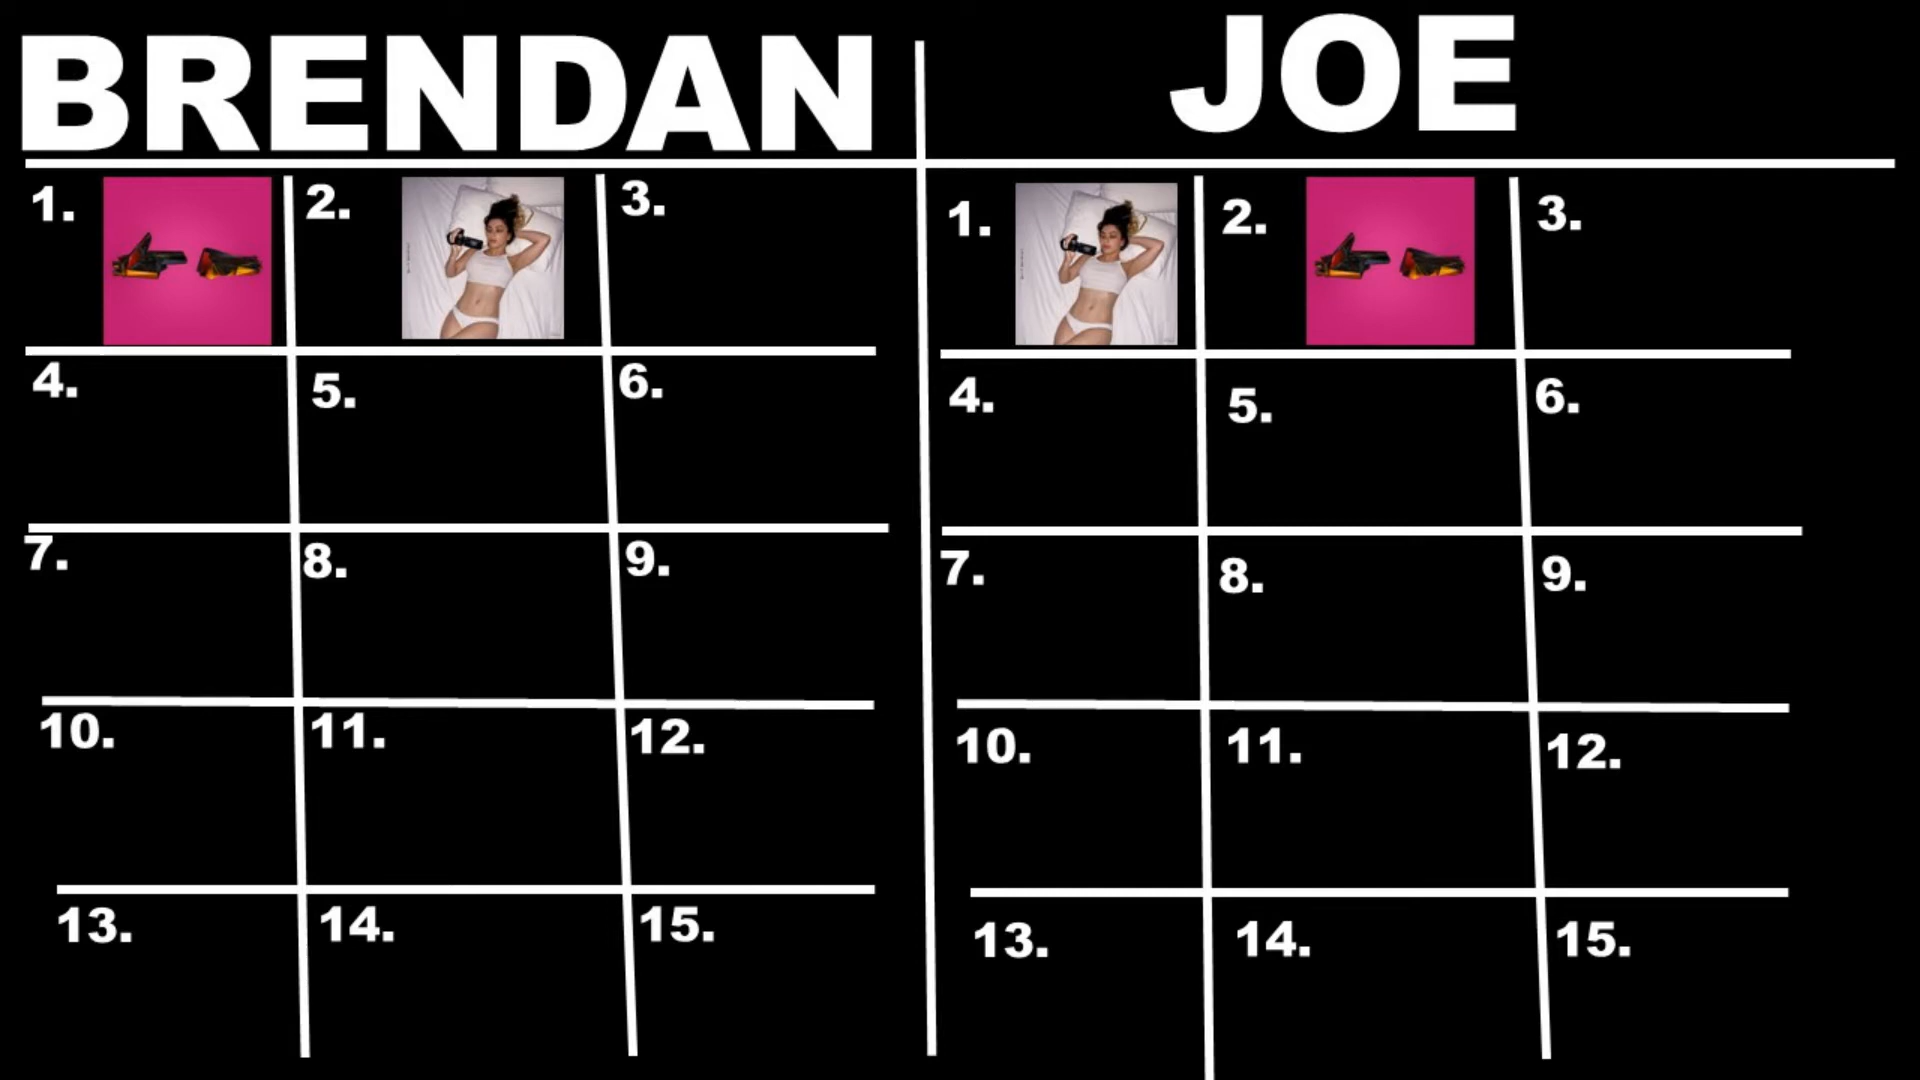 BRENDAN
JOE
1. 2. 3.
4. 5. 6.
7. 8. 9.
10. 11. 12.
13. 14. 15.
1. 2. 3.
4. 5. 6.
7. 8. 9.
10. 11. 12.
13. 14. 15.